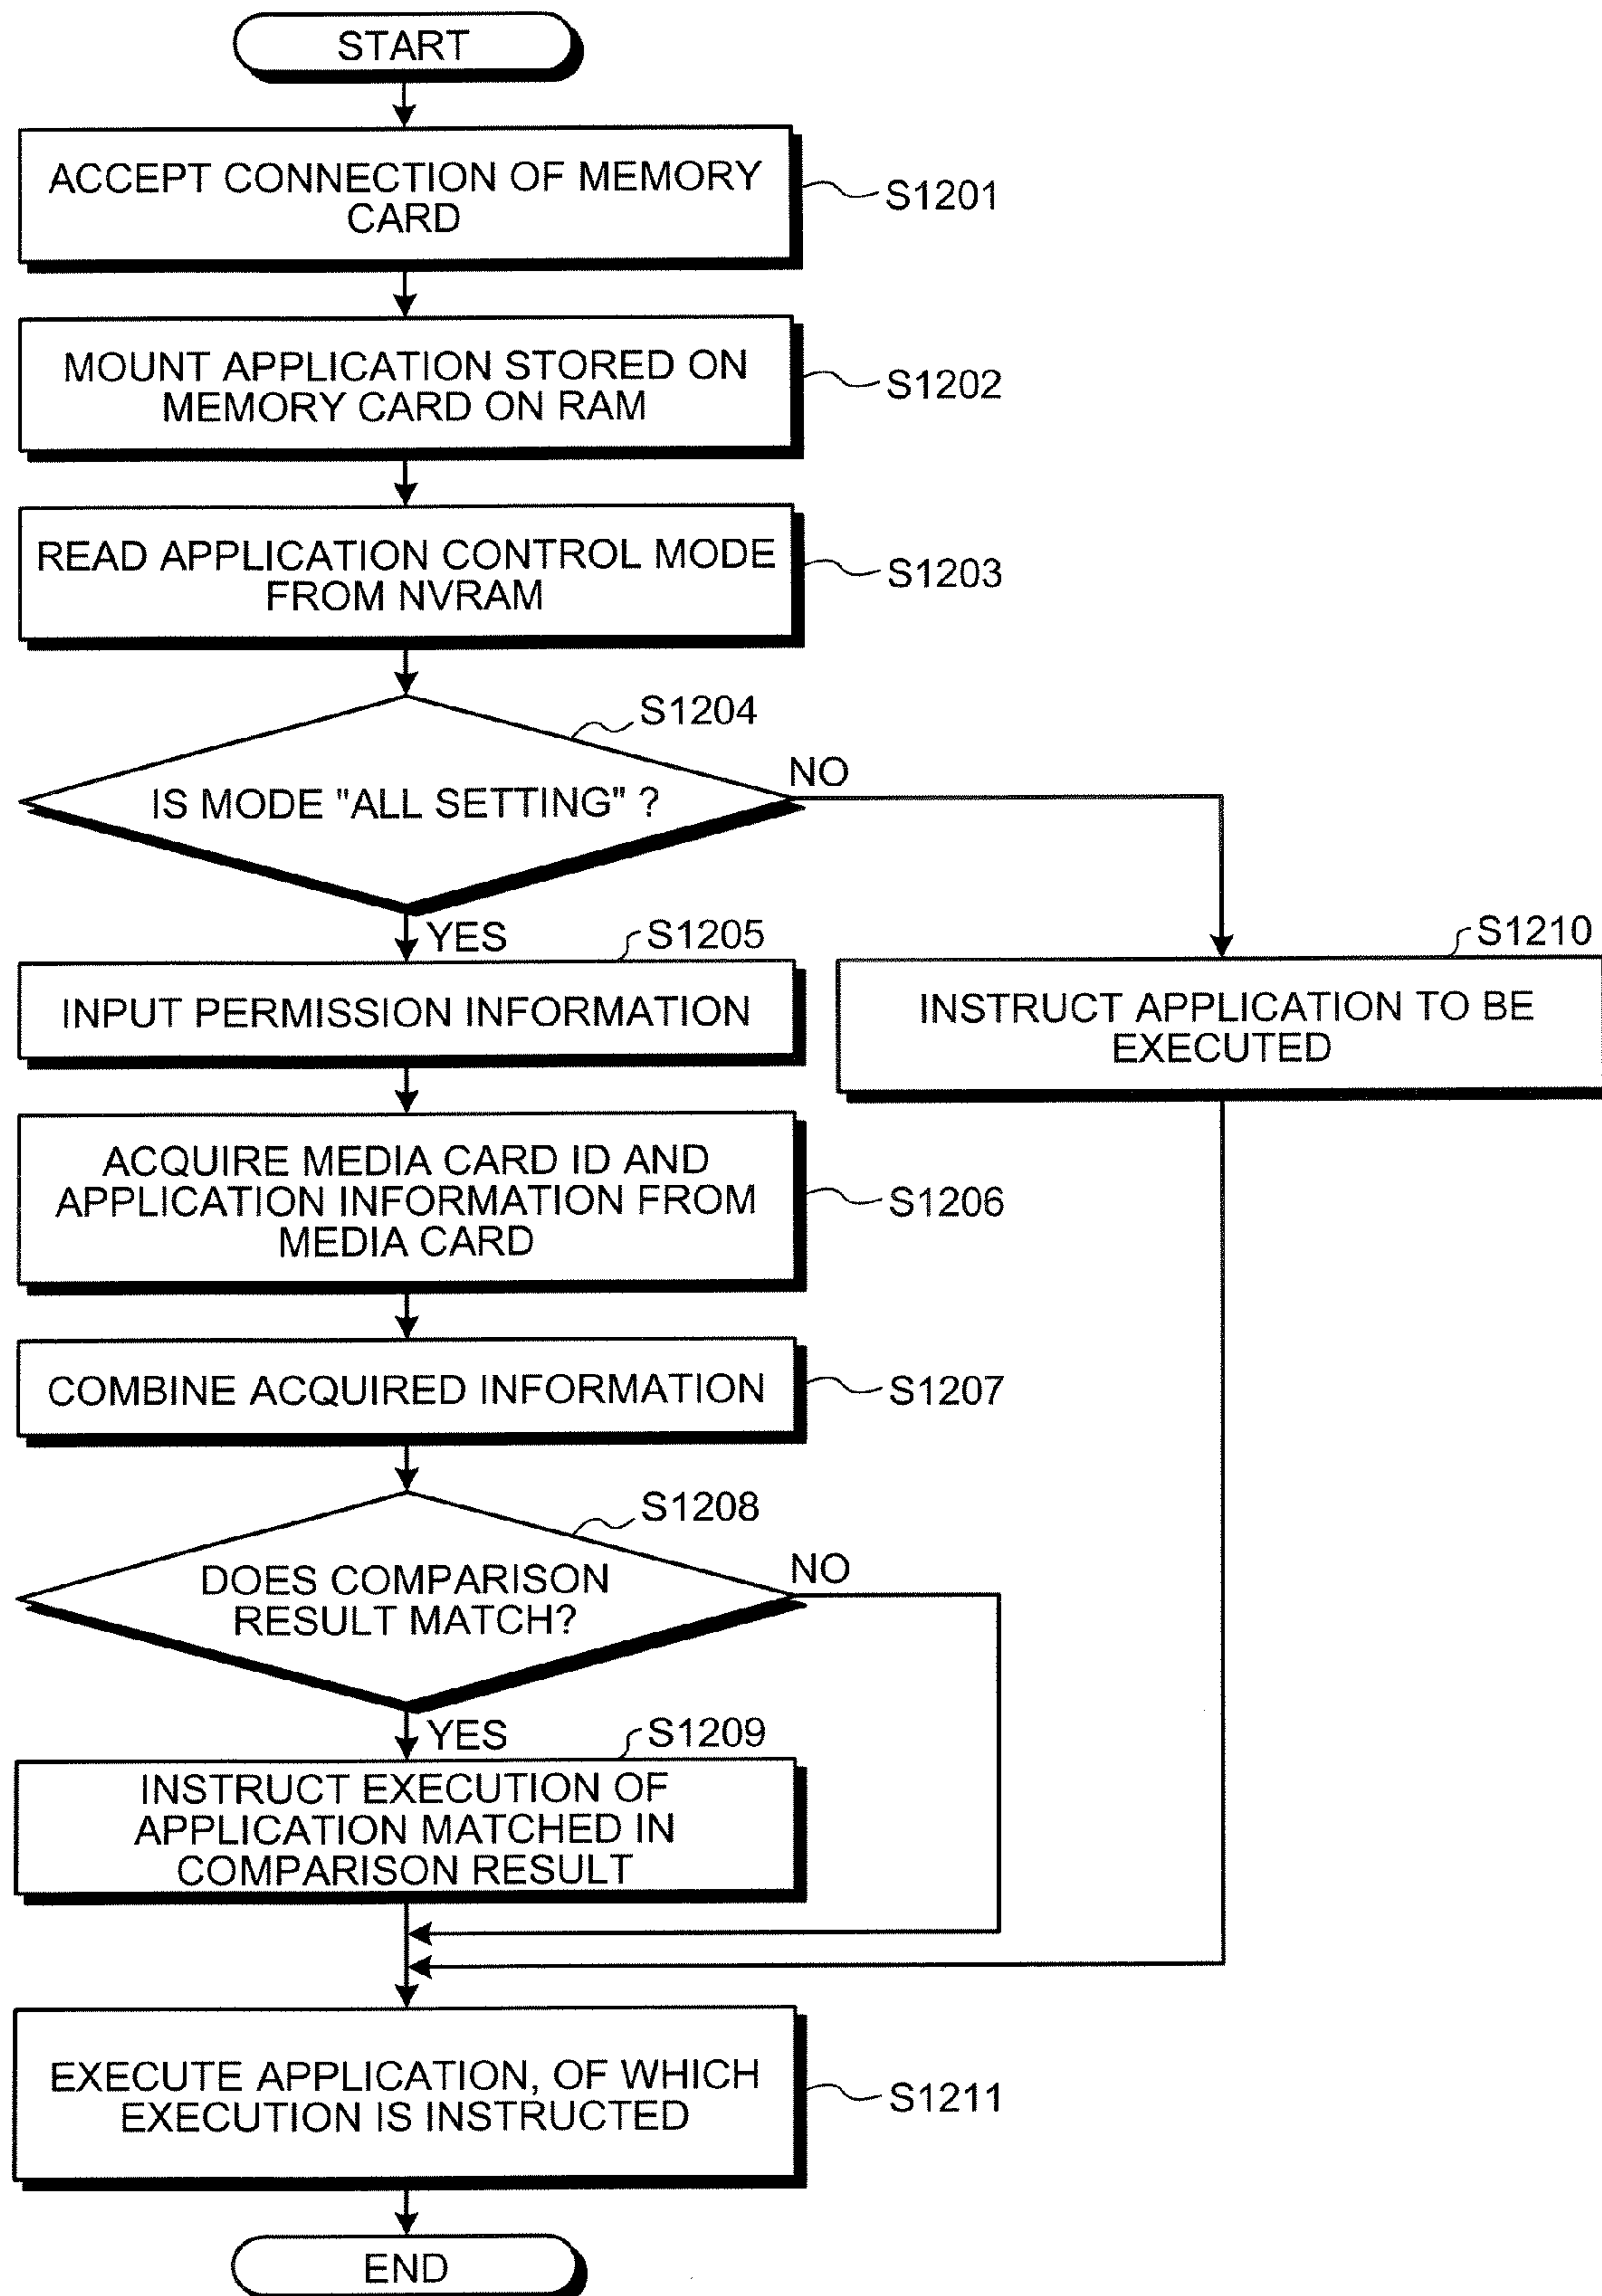 START
ACCEPT CONNECTION OF MEMORY
CARD
S1201
MOUNT APPLICATION STORED ON
MEMORY CARD ON RAM
S1202
READ APPLICATION CONTROL MODE
FROM NVRAM
S1203
S1204
IS MODE "ALL SETTING" ?
NO
YES
S1205
INPUT PERMISSION INFORMATION
S1210
INSTRUCT APPLICATION TO BE
EXECUTED
ACQUIRE MEDIA CARD ID AND
APPLICATION INFORMATION FROM
MEDIA CARD
S1206
COMBINE ACQUIRED INFORMATION
S1207
S1208
DOES COMPARISON
RESULT MATCH?
NO
YES
S1209
INSTRUCT EXECUTION OF
APPLICATION MATCHED IN
COMPARISON RESULT
EXECUTE APPLICATION, OF WHICH
EXECUTION IS INSTRUCTED
S1211
END